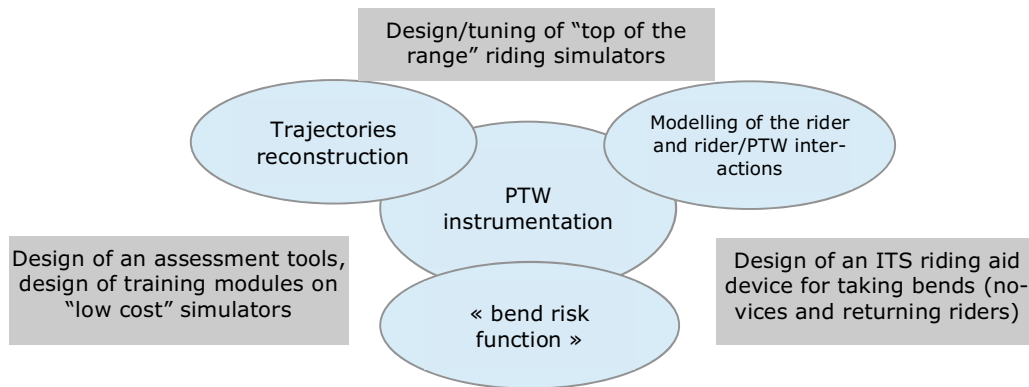 Design/tuning of “top of the
range” riding simulators
Trajectories
reconstruction
Modelling of the rider
and rider/PTW inter-
actions
PTW
instrumentation
Design of an assessment tools,
design of training modules on
“low cost” simulators
Design of an ITS riding aid
device for taking bends (no-
vices and returning riders)
« bend risk
function »